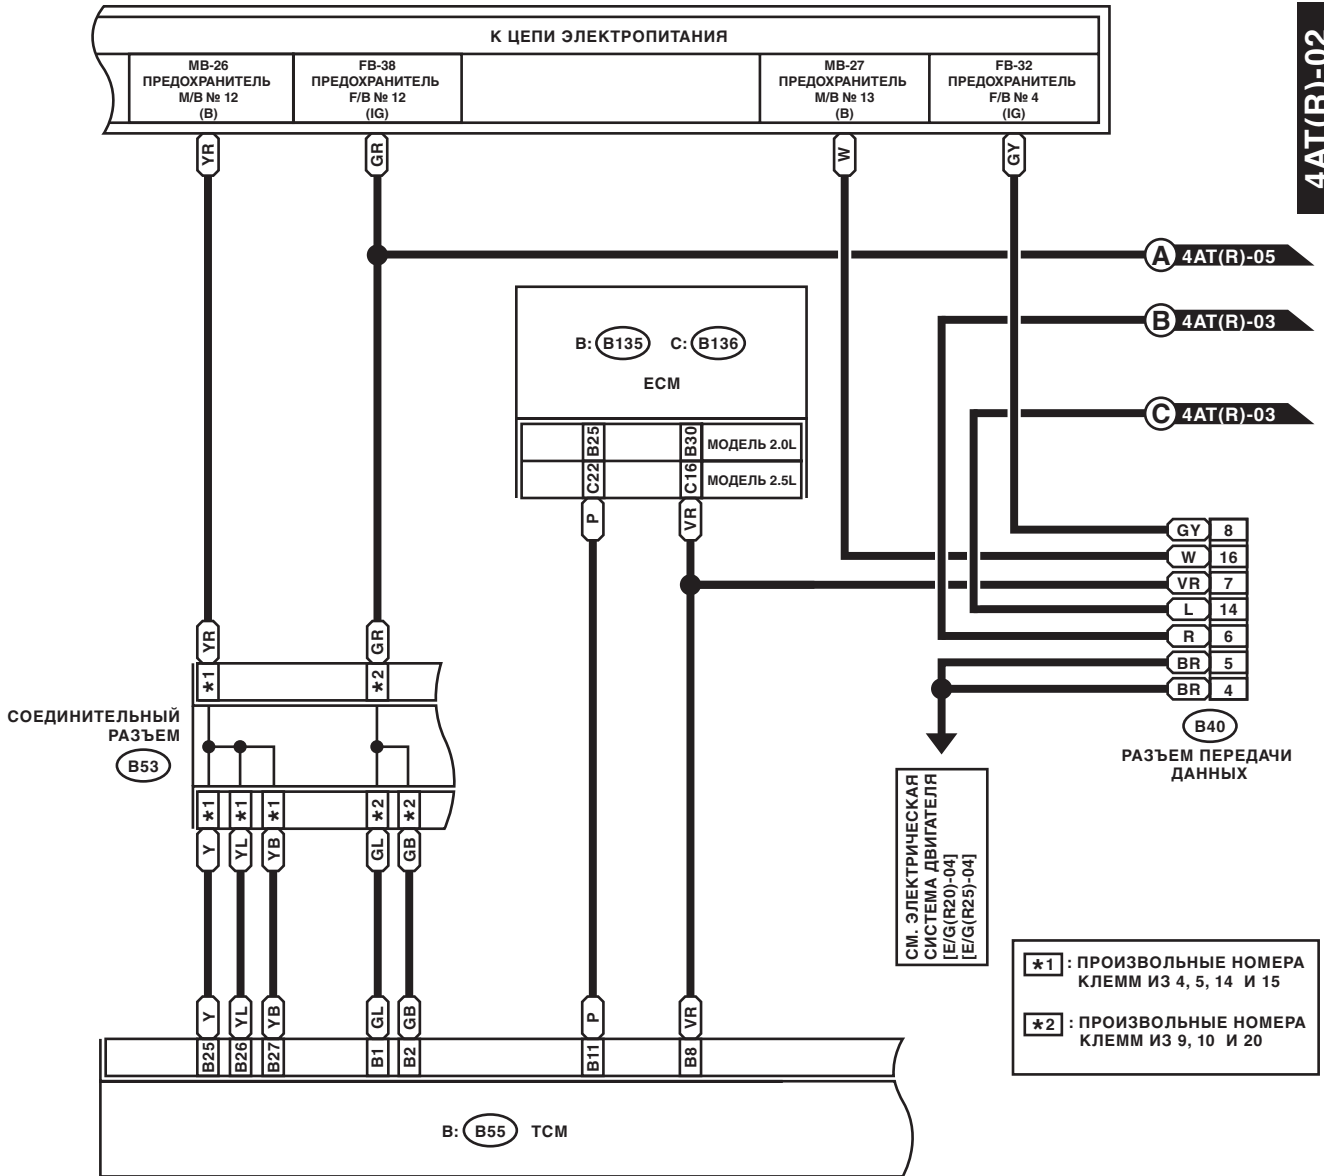 К ЦЕПИ ЭЛЕКТРОПИТАНИЯ
MB-26
ПРЕДОХРАНИТЕЛЬ
M/B № 12
(B)
FB-38
ПРЕДОХРАНИТЕЛЬ
F/B № 12
(IG)
MB-27
ПРЕДОХРАНИТЕЛЬ
M/B № 13
(B)
FB-32
ПРЕДОХРАНИТЕЛЬ
F/B № 4
(IG)
4AT(R)-02
YR
GR
W
GY
A 4AT(R)-05
B 4AT(R)-03
C 4AT(R)-03
B: B135 C: B136
ECM
B25 B30 МОДЕЛЬ 2.0L
C22 C16 МОДЕЛЬ 2.5L
P
VR
GY 8
W 16
VR 7
L 14
R 6
BR 5
BR 4
B40
РАЗЪЕМ ПЕРЕДАЧИ
ДАННЫХ
YR
GR
*1
*2
СОЕДИНИТЕЛЬНЫЙ
РАЗЪЕМ
B53
*1 *1 *1 *2 *2
Y YL YB GL GB
СМ. ЭЛЕКТРИЧЕСКАЯ
СИСТЕМА ДВИГАТЕЛЯ
[E/G(R20)-04]
[E/G(R25)-04]
*1 : ПРОИЗВОЛЬНЫЕ НОМЕРА
КЛЕММ ИЗ 4, 5, 14 И 15
*2 : ПРОИЗВОЛЬНЫЕ НОМЕРА
КЛЕММ ИЗ 9, 10 И 20
Y YL YB GL GB P VR
B25 B26 B27 B1 B2 B11 B8
B: B55 TCM